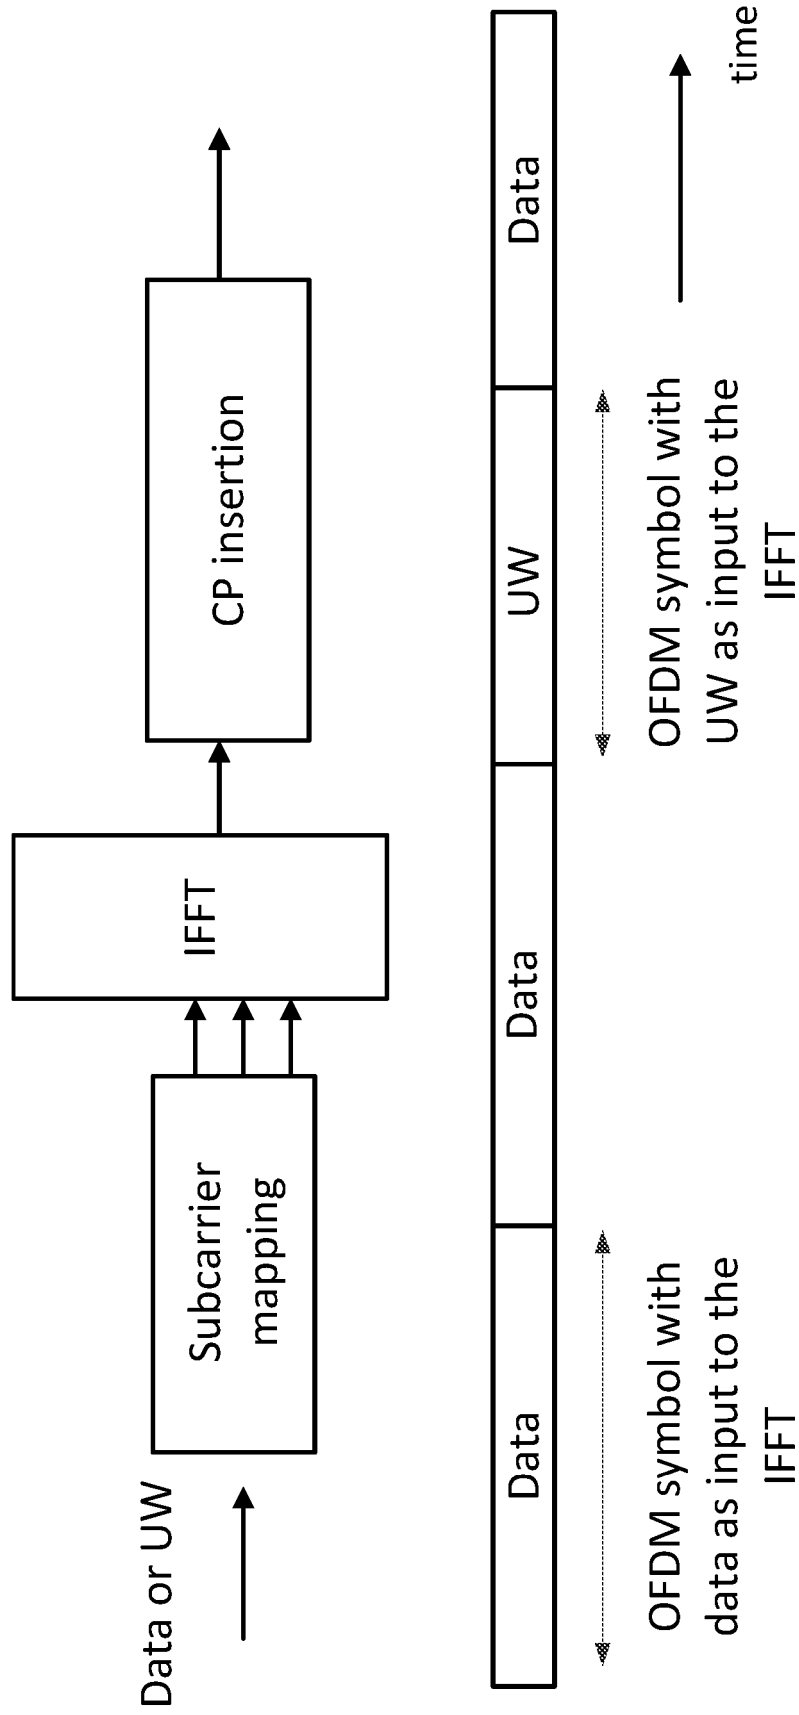 Data or UW
Subcarrier
mapping
IFFT
CP insertion
Data
Data
UW
Data
OFDM symbol with
data as input to the
IFFT
OFDM symbol with
UW as input to the
IFFT
time